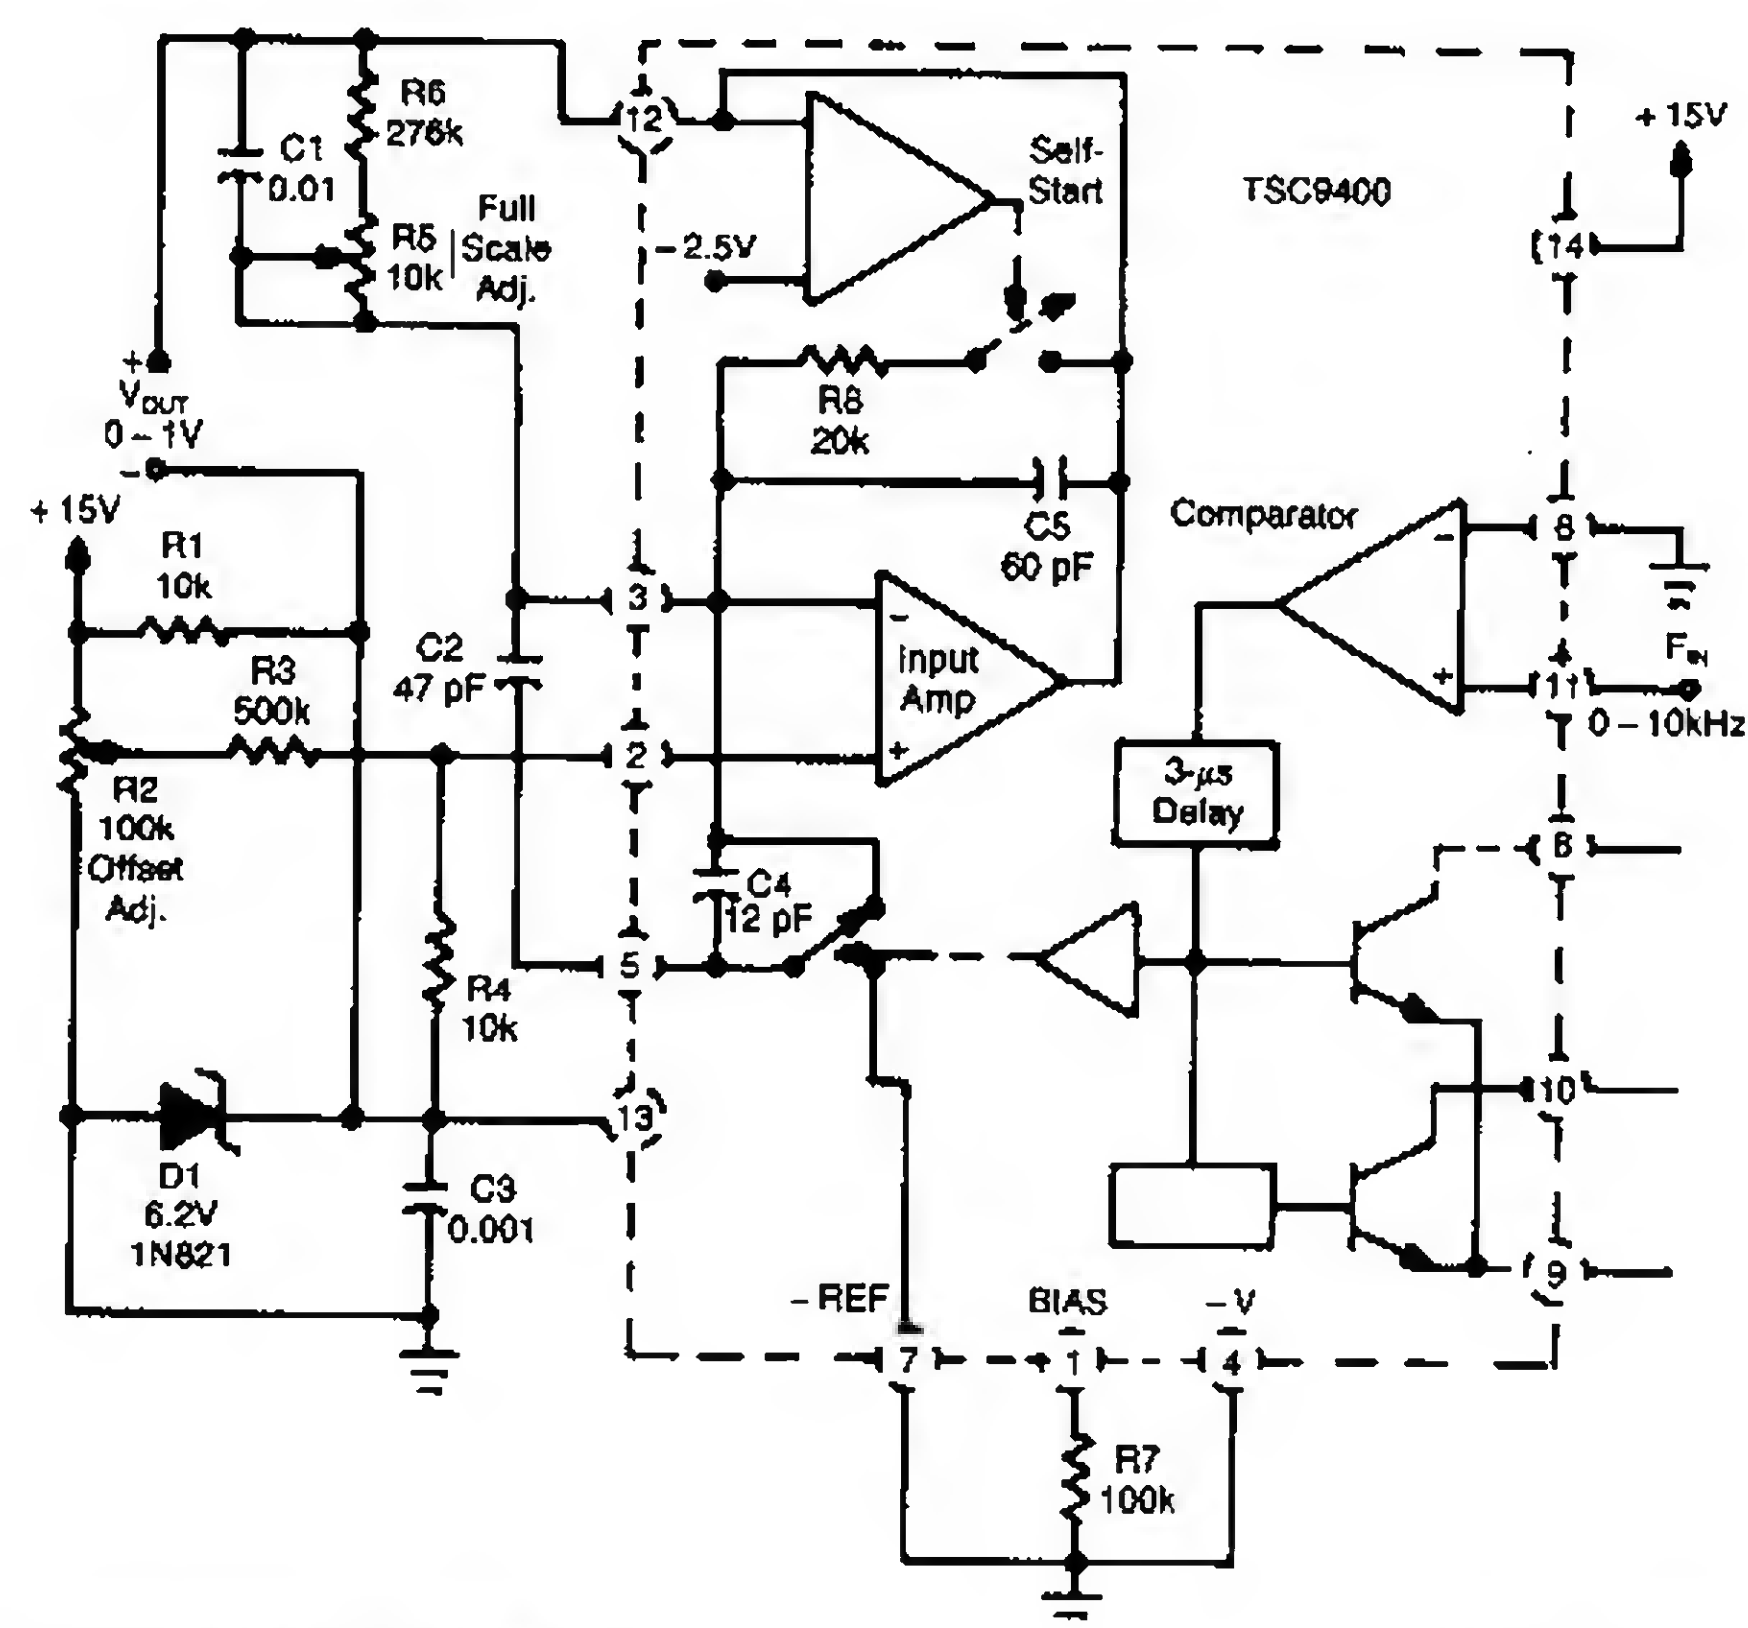 R6
276k
C1
0.01
12
+ 15V
Self-
Start
TSC9400
Full
Scale
Adj.
R5
10k
- 2.5V
14
+
VOUT
0 - 1V
-
R8
20k
+ 15V
R1
10k
C5
60 pF
Comparator
-
8
3
-
Input
Amp
+
C2
47 pF
R3
500k
FIN
+
11
0 - 10kHz
2
3-μs
Delay
R2
100k
Offset
Adj.
6
C4
12 pF
5
R4
10k
10
13
D1
6.2V
1N821
C3
0.001
9
- REF
BIAS
- V
7
1
4
R7
100k